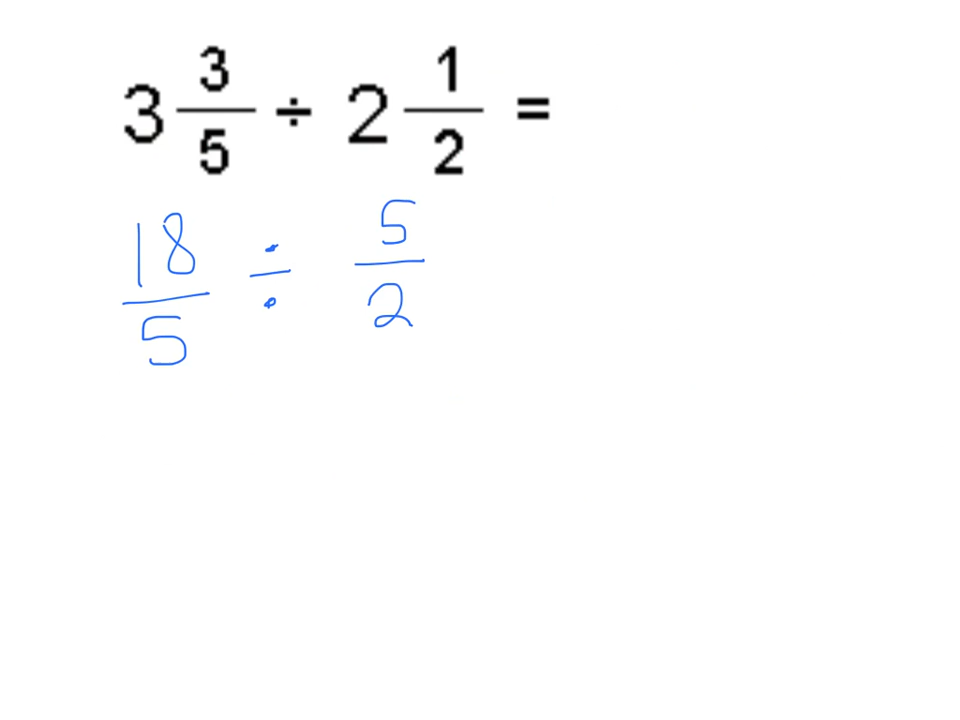 3 3/5 ÷ 2 1/2 =
18/5 ÷ 5/2